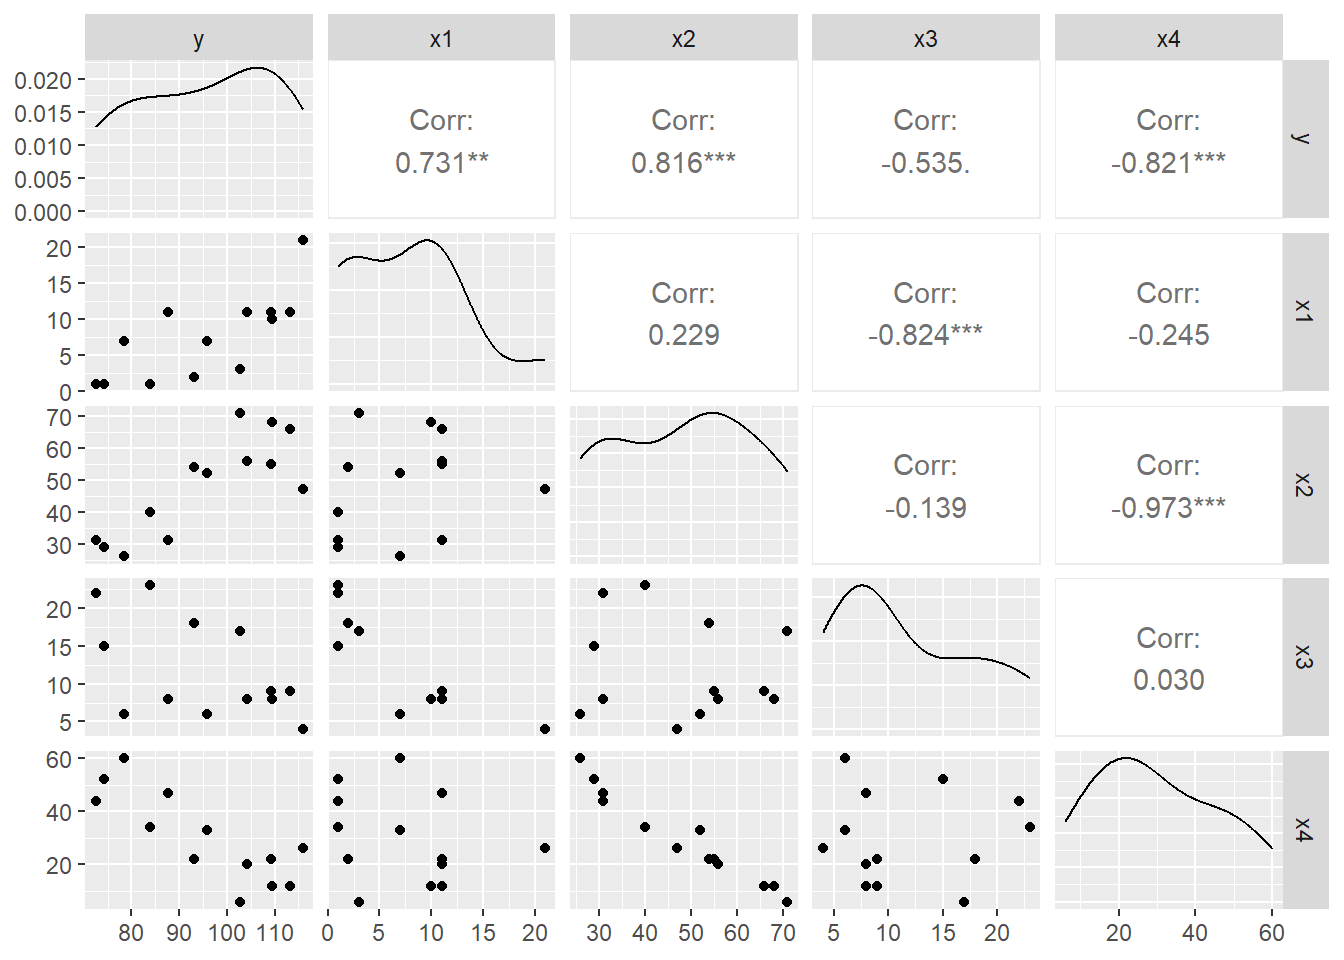 y x1 x2 x3 x4
0.020
0.015
0.010
0.005
0.000
Corr:
0.731**
Corr:
0.816***
Corr:
-0.535.
Corr:
-0.821***
y
20
15
10
5
0
Corr:
0.229
Corr:
-0.824***
Corr:
-0.245
x1
70
60
50
40
30
Corr:
-0.139
Corr:
-0.973***
x2
20
15
10
5
Corr:
0.030
x3
60
40
20
x4
80 90 100 110 0 5 10 15 20 30 40 50 60 70 5 10 15 20 20 40 60